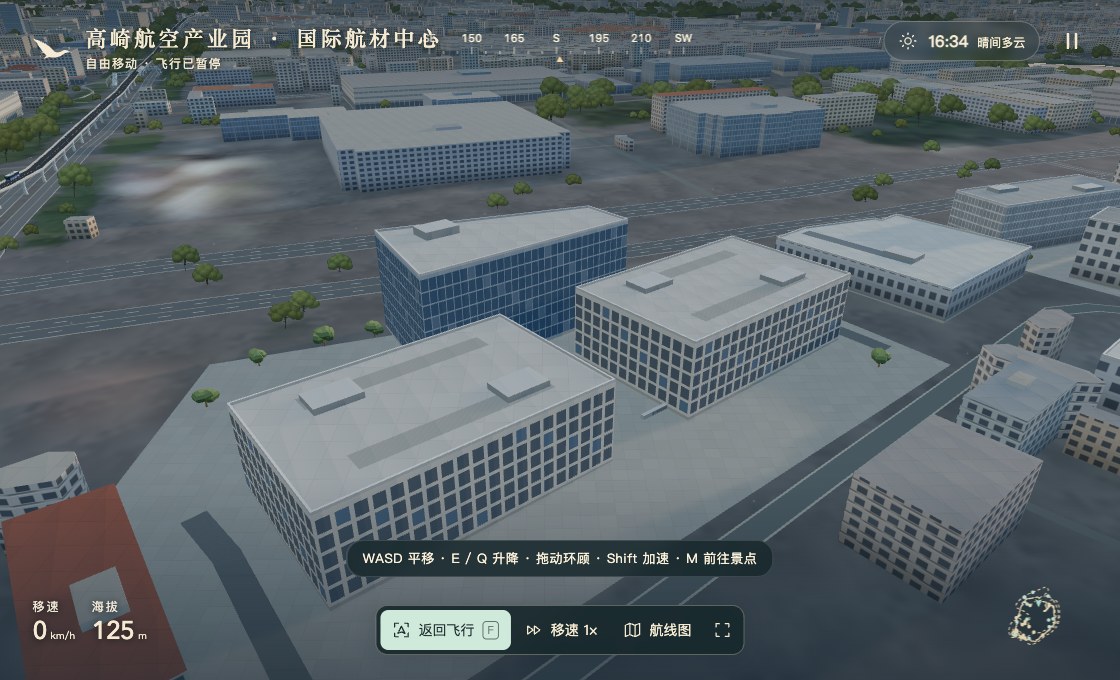 高崎航空产业园 · 国际航材中心
自由移动 · 飞行已暂停
150 165 S 195 210 SW
16:34 晴间多云
WASD 平移 · E / Q 升降 · 拖动环顾 · Shift 加速 · M 前往景点
移速 海拔
0 km/h 125 m
返回飞行 F 移速 1x 航线图